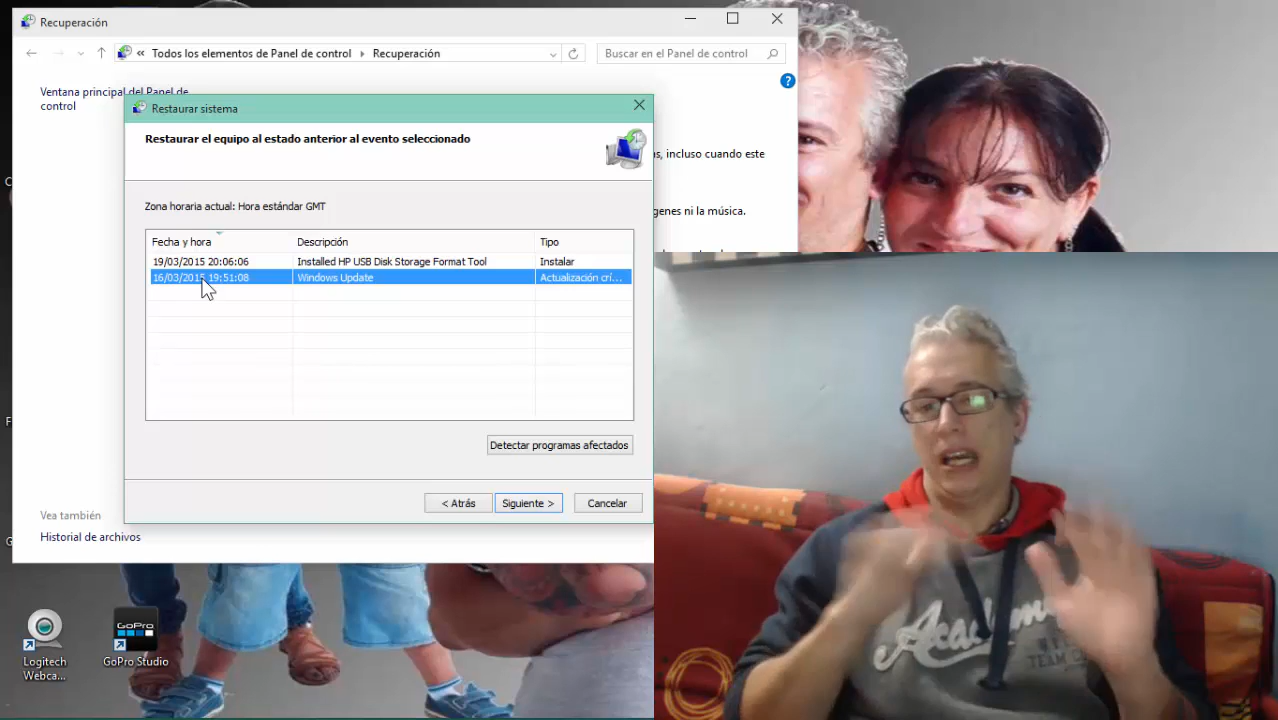 Recuperación
« Todos los elementos de Panel de control › Recuperación
Buscar en el Panel de control
?
Ventana principal del Panel de
control
Restaurar sistema
Restaurar el equipo al estado anterior al evento seleccionado
s, incluso cuando este
Zona horaria actual: Hora estándar GMT
genes ni la música.
Fecha y hora Descripción Tipo
19/03/2015 20:06:06 Installed HP USB Disk Storage Format Tool Instalar
16/03/2015 19:51:08 Windows Update Actualización crí...
Detectar programas afectados
< Atrás Siguiente > Cancelar
Vea también
Historial de archivos
GoPro
Logitech
Webca...
GoPro Studio
Academ
TEAM